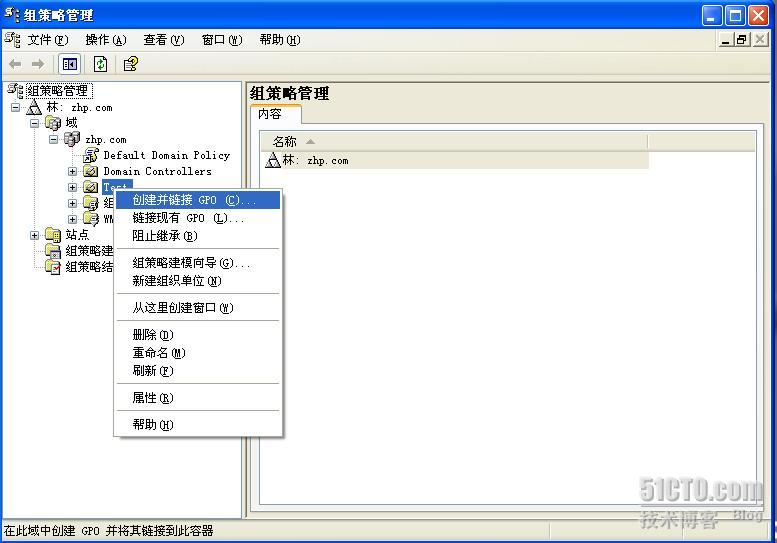 组策略管理
文件(F) 操作(A) 查看(V) 窗口(W) 帮助(H)
组策略管理
林: zhp.com
域
zhp.com
Default Domain Policy
Domain Controllers
Test
组
WM
站点
组策略建
组策略结
创建并链接 GPO (C)...
链接现有 GPO (L)...
阻止继承(B)
组策略建模向导(G)...
新建组织单位(N)
从这里创建窗口(W)
删除(D)
重命名(M)
刷新(F)
属性(R)
帮助(H)
组策略管理
内容
名称
林: zhp.com
51CTO.com
技术博客 Blog
在此域中创建 GPO 并将其链接到此容器